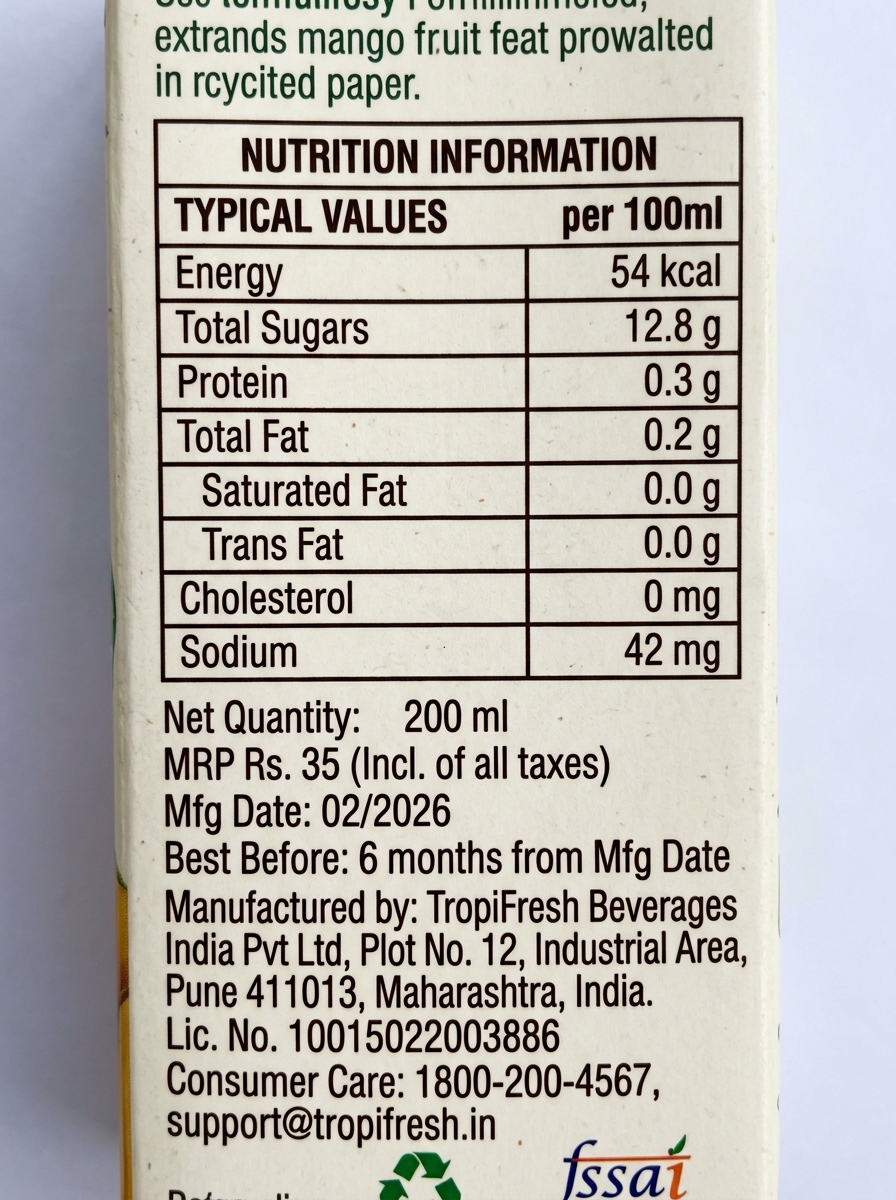 extrands mango fruit feat prowalted
in rcycited paper.
NUTRITION INFORMATION
TYPICAL VALUES per 100ml
Energy 54 kcal
Total Sugars 12.8 g
Protein 0.3 g
Total Fat 0.2 g
Saturated Fat 0.0 g
Trans Fat 0.0 g
Cholesterol 0 mg
Sodium 42 mg
Net Quantity: 200 ml
MRP Rs. 35 (Incl. of all taxes)
Mfg Date: 02/2026
Best Before: 6 months from Mfg Date
Manufactured by: TropiFresh Beverages
India Pvt Ltd, Plot No. 12, Industrial Area,
Pune 411013, Maharashtra, India.
Lic. No. 10015022003886
Consumer Care: 1800-200-4567,
support@tropifresh.in
fssai